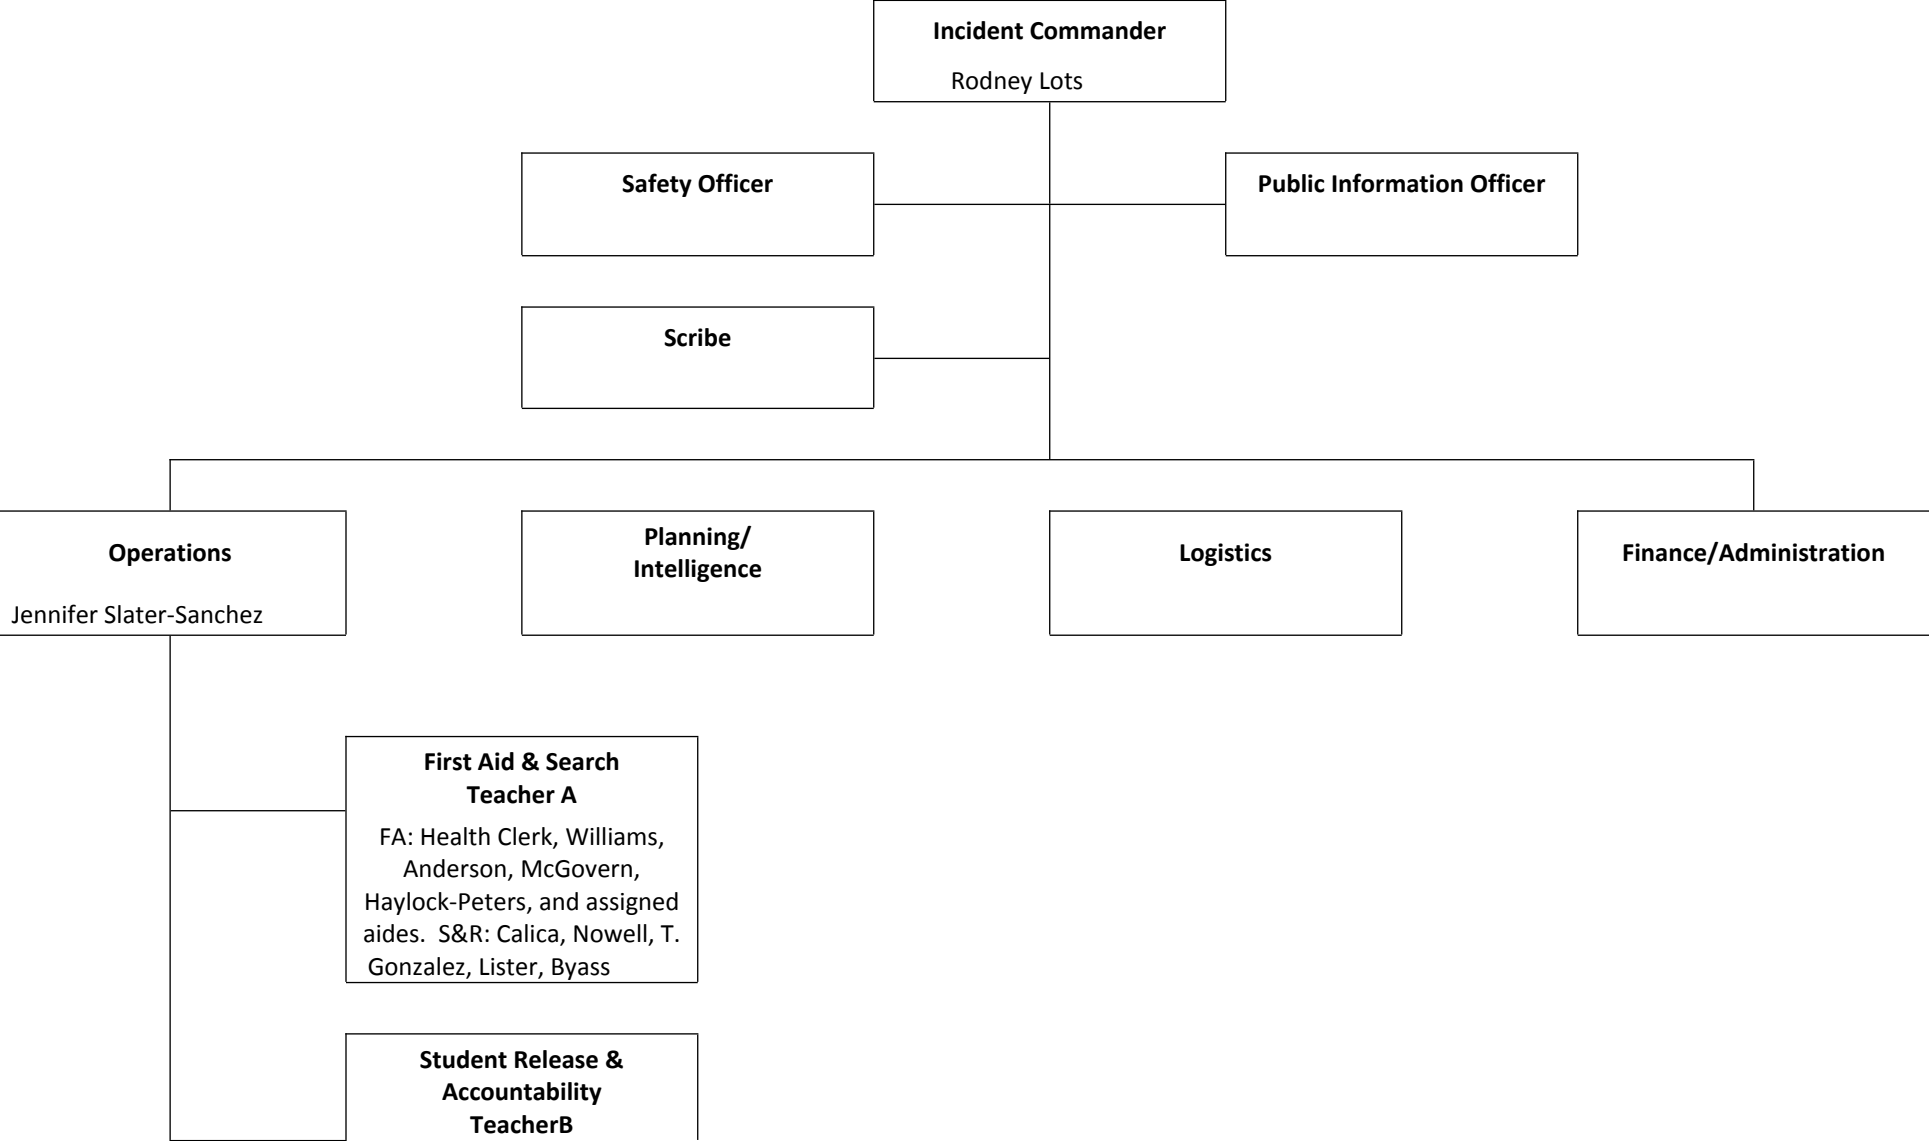 Incident Commander
Rodney Lots
Safety Officer
Public Information Officer
Scribe
Operations
Jennifer Slater-Sanchez
Planning/
Intelligence
Logistics
Finance/Administration
First Aid & Search
Teacher A
FA: Health Clerk, Williams,
Anderson, McGovern,
Haylock-Peters, and assigned
aides.  S&R: Calica, Nowell, T.
Gonzalez, Lister, Byass
Student Release &
Accountability
TeacherB